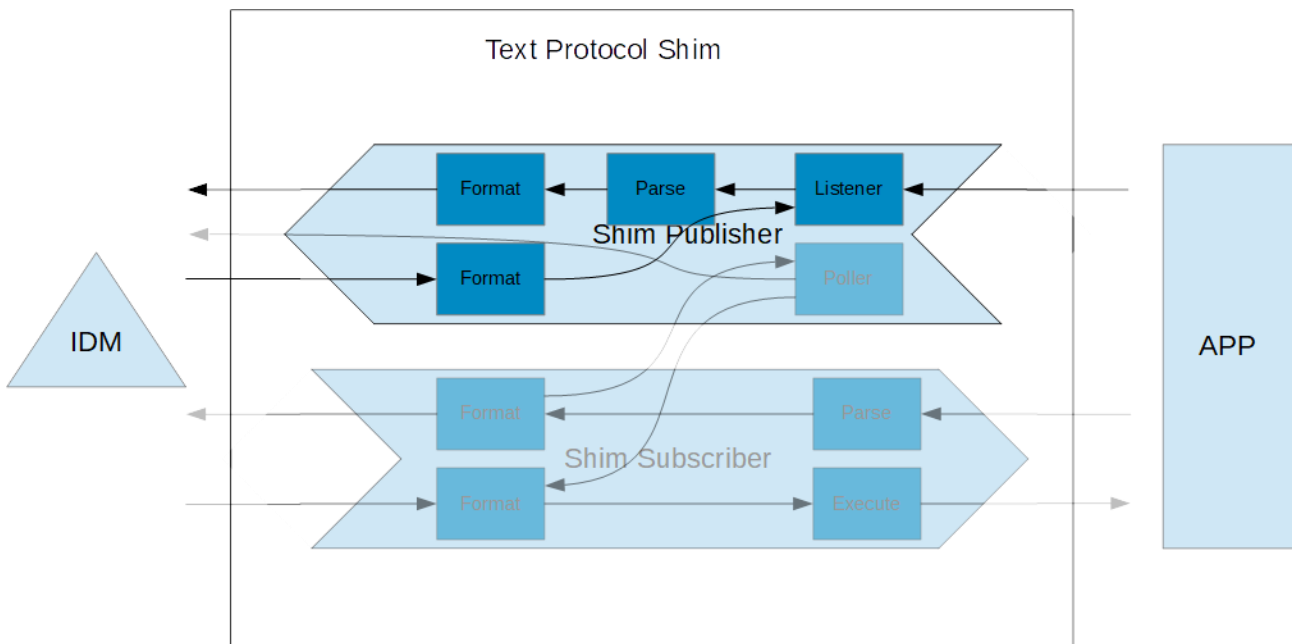 Text Protocol Shim
Format
Parse
Listener
Shim Publisher
Format
Poller
IDM
APP
Format
Parse
Shim Subscriber
Format
Execute